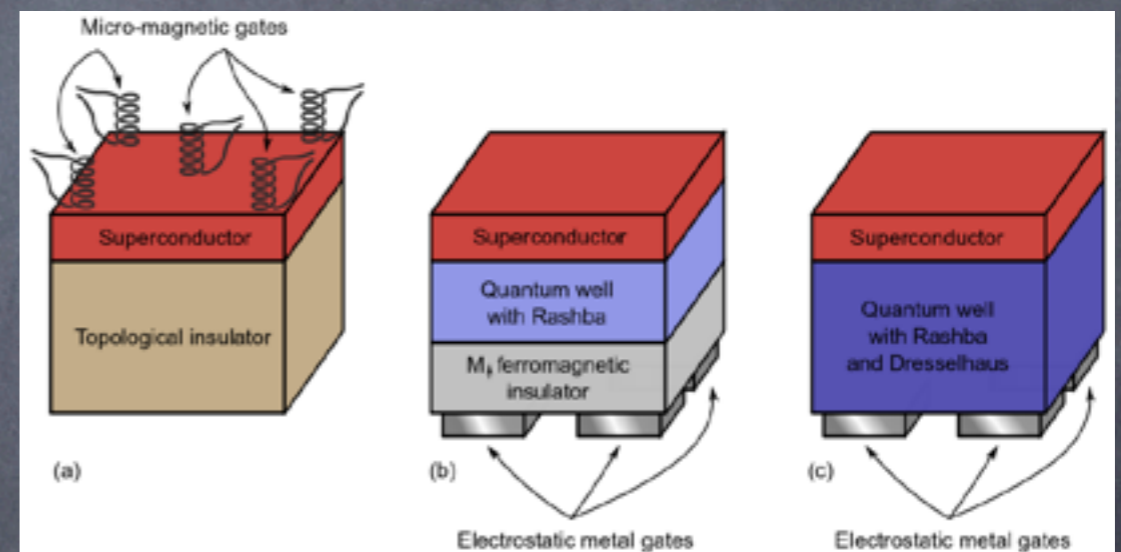 Micro-magnetic gates
Superconductor
Topological insulator
(a)
Superconductor
Quantum well
with Rashba
ferromagnetic
insulator
(b)
Electrostatic metal gates
Superconductor
Quantum well
with Rashba
and Dresselhaus
(c)
Electrostatic metal gates